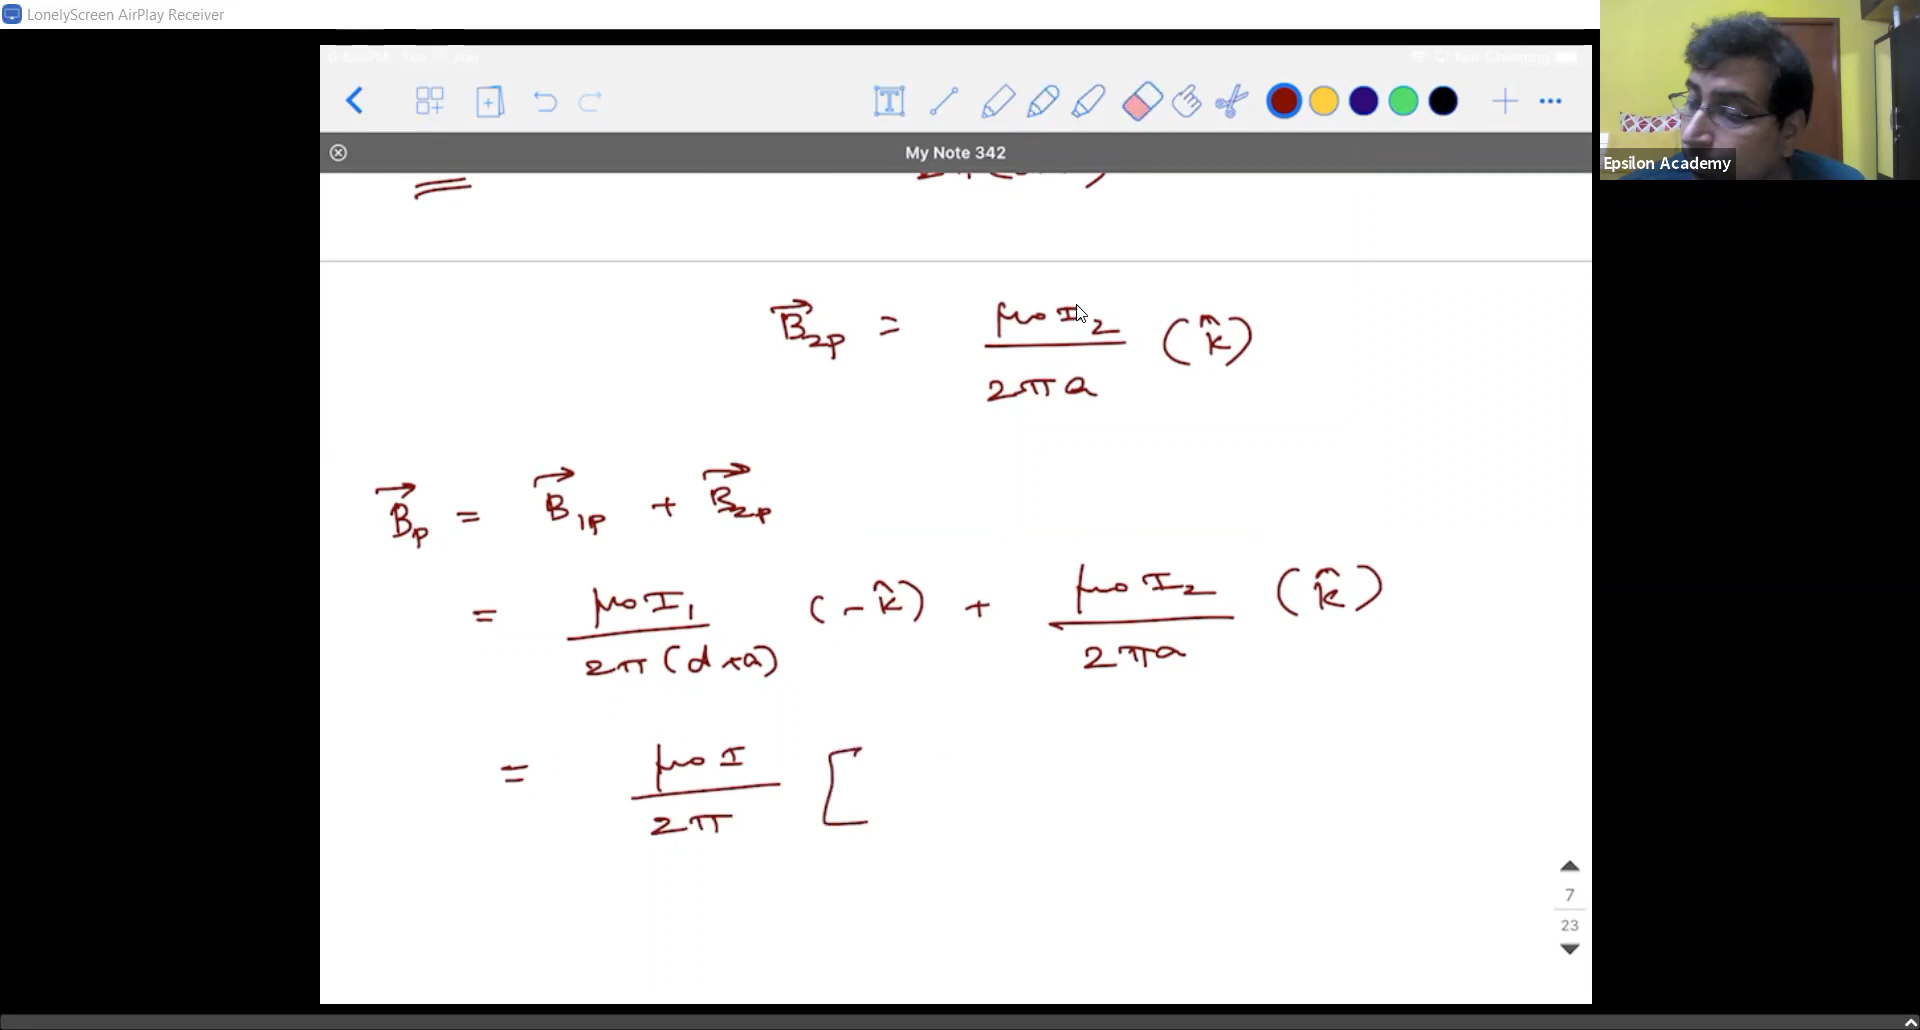 LonelyScreen AirPlay Receiver
My Note 342
Epsilon Academy
B⃗₂ₚ = μ₀I₂ / 2πa (k̂)
B⃗ₚ = B⃗₁ₚ + B⃗₂ₚ
= μ₀I₁ / 2π(d+a) (-k̂) + μ₀I₂ / 2πa (k̂)
= μ₀I / 2π [
7
23